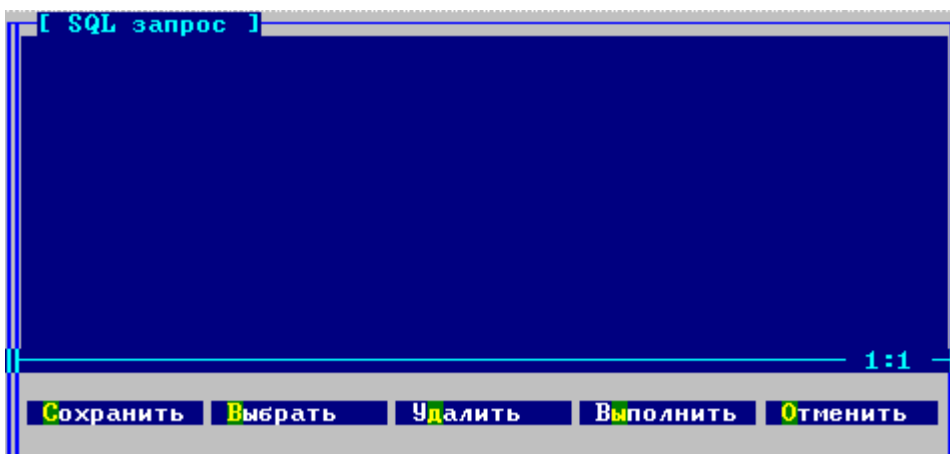 [ SQL запрос ]
1:1
Сохранить Выбрать Удалить Выполнить Отменить